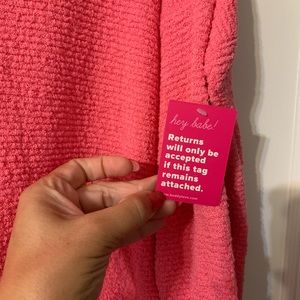 hey babe!
Returns
will only be
accepted
if this tag
remains
attached.